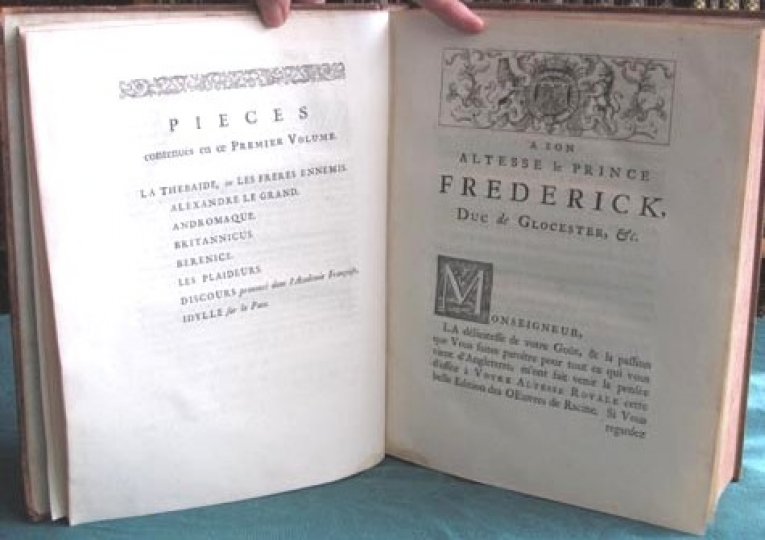 PIECES
contenues en ce PREMIER VOLUME.
LA THEBAIDE, ou LES FRÈRES ENNEMIS.
ALEXANDRE LE GRAND.
ANDROMAQUE.
BRITANNICUS.
BERENICE.
LES PLAIDEURS.
DISCOURS prononcé dans l'Academie Françoise.
IDYLLE sur la Paix.
A SON
ALTESSE le PRINCE
FREDERICK,
DUC de GLOCESTER, &c.
MONSEIGNEUR,
LA délicatesse de votre Goût, & la passion
que Vous faites paroître pour tout ce qui vous
vient d'Angleterre, m'ont fait venir la pensée
d'offrir à VOTRE ALTESSE ROYALE cette
belle Edition des OEuvres de Racine. Si Vous
regardez